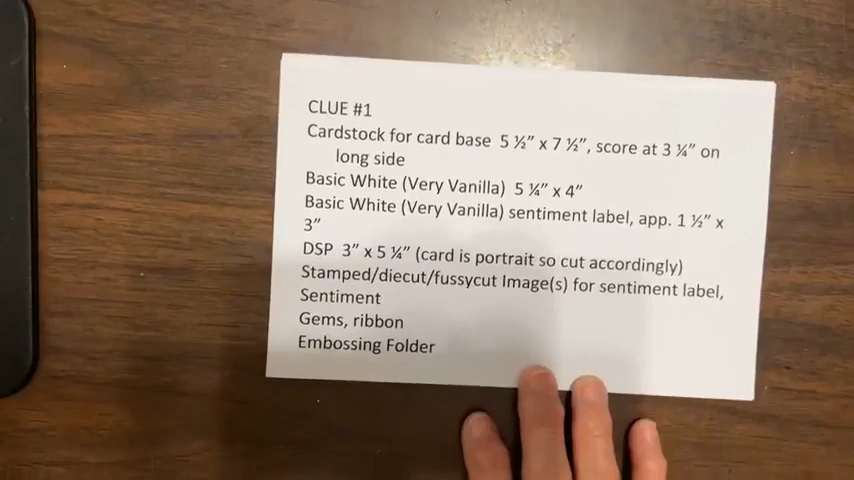 CLUE #1
Cardstock for card base 5 ½” x 7 ½”, score at 3 ¼” on
long side
Basic White (Very Vanilla) 5 ¼” x 4”
Basic White (Very Vanilla) sentiment label, app. 1 ½” x
3”
DSP 3” x 5 ¼” (card is portrait so cut accordingly)
Stamped/diecut/fussycut Image(s) for sentiment label,
Sentiment
Gems, ribbon
Embossing Folder